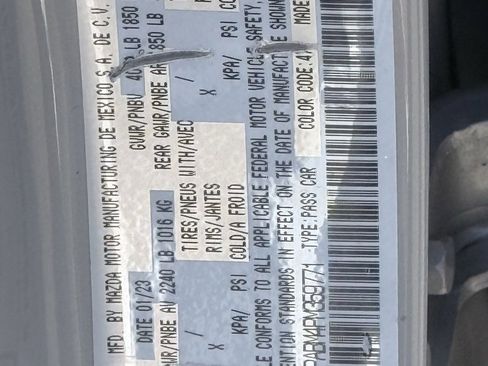 MFD. BY MAZDA MOTOR MANUFACTURING DE MEXICO S.A. DE C.V.
DATE 01/23 GVWR/PNBV LB 1850
WR/PNBE AV 2240 LB 1016 KG REAR GAWR/PNBE AR 850 LB
TIRES/PNEUS WITH/AVEC /
RIMS/JANTES X /
COLD/A FROID KPA/ PSI
X KPA/ PSI
LE CONFORMS TO ALL APPLICABLE FEDERAL MOTOR VEHICLE SAFETY,
ENTION STANDARDS IN EFFECT ON THE DATE OF MANUFACTURE SHOWN
TYPE:PASS CAR COLOR CODE:4